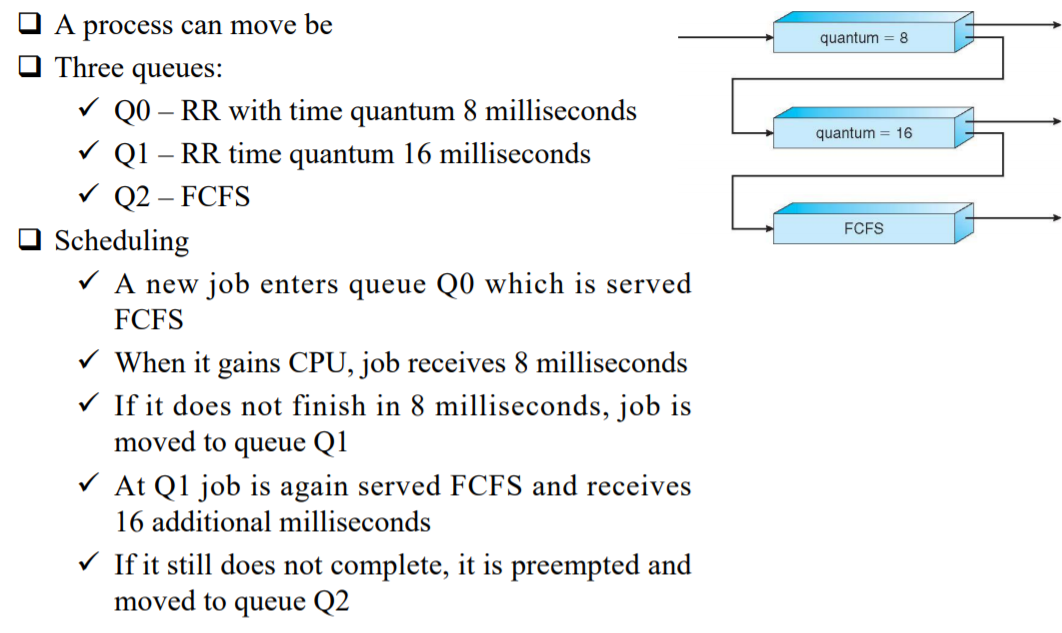 ❑ A process can move be
❑ Three queues:
✓ Q0 – RR with time quantum 8 milliseconds
✓ Q1 – RR time quantum 16 milliseconds
✓ Q2 – FCFS
❑ Scheduling
✓ A new job enters queue Q0 which is served
FCFS
✓ When it gains CPU, job receives 8 milliseconds
✓ If it does not finish in 8 milliseconds, job is
moved to queue Q1
✓ At Q1 job is again served FCFS and receives
16 additional milliseconds
✓ If it still does not complete, it is preempted and
moved to queue Q2
quantum = 8
quantum = 16
FCFS